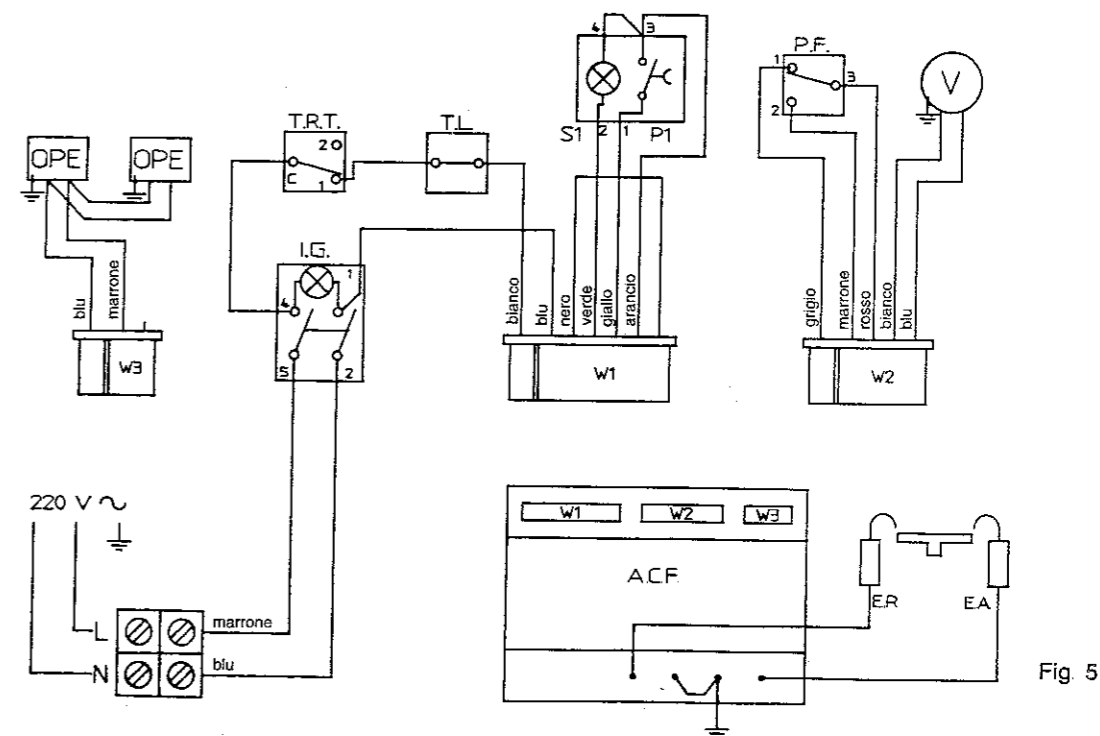 4 3
P.F.
1
3
2
V
S1 2 1 P1
OPE OPE
T.R.T.
2
C
1
T.L.
I.G.
1
4
5
2
blu
marrone
W3
bianco
blu
nero
verde
giallo
arancio
W1
grigio
marrone
rosso
bianco
blu
W2
220 V ~
L
marrone
N
blu
W1 W2 W3
A.C.F.
E.R. E.A.
Fig. 5